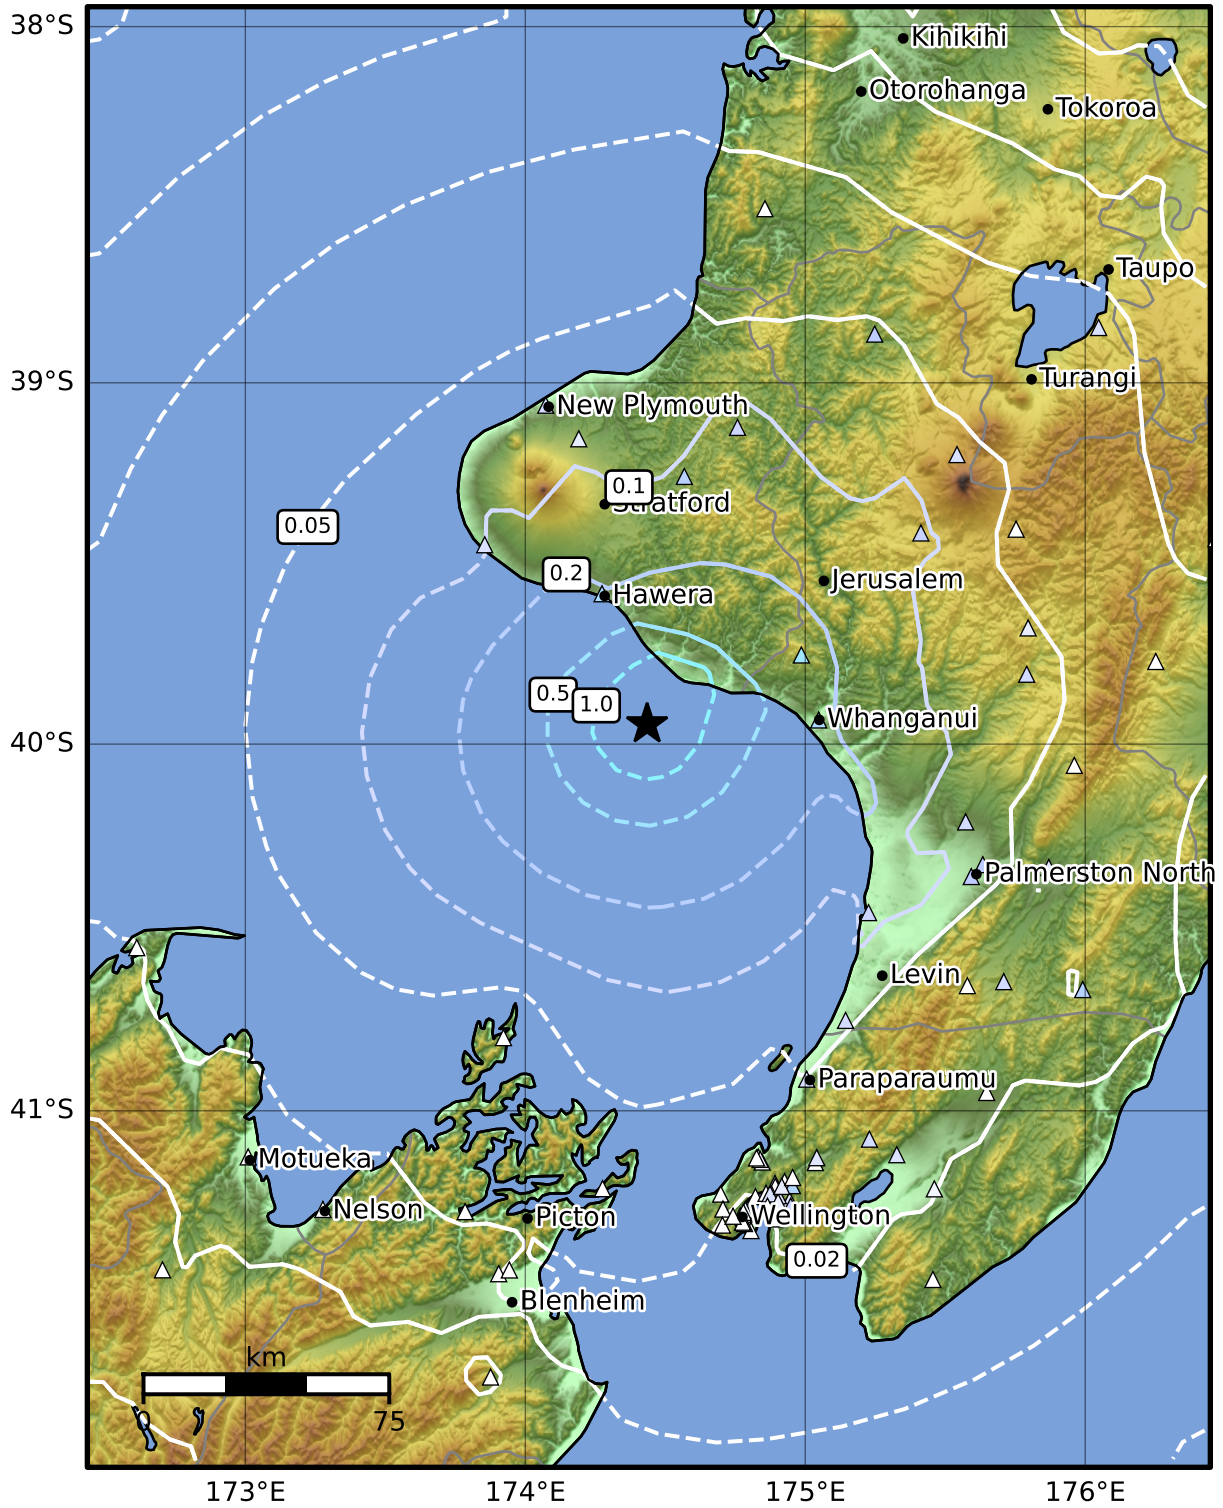 38°S
Kihikihi
Otorohanga
Tokoroa
Taupo
39°S
Turangi
New Plymouth
0.1
Stratford
0.05
0.2
Jerusalem
Hawera
0.5
1.0
Whanganui
40°S
Palmerston North
Levin
Paraparaumu
41°S
Motueka
Nelson
Picton
Wellington
0.02
Blenheim
km
0
75
173°E
174°E
175°E
176°E